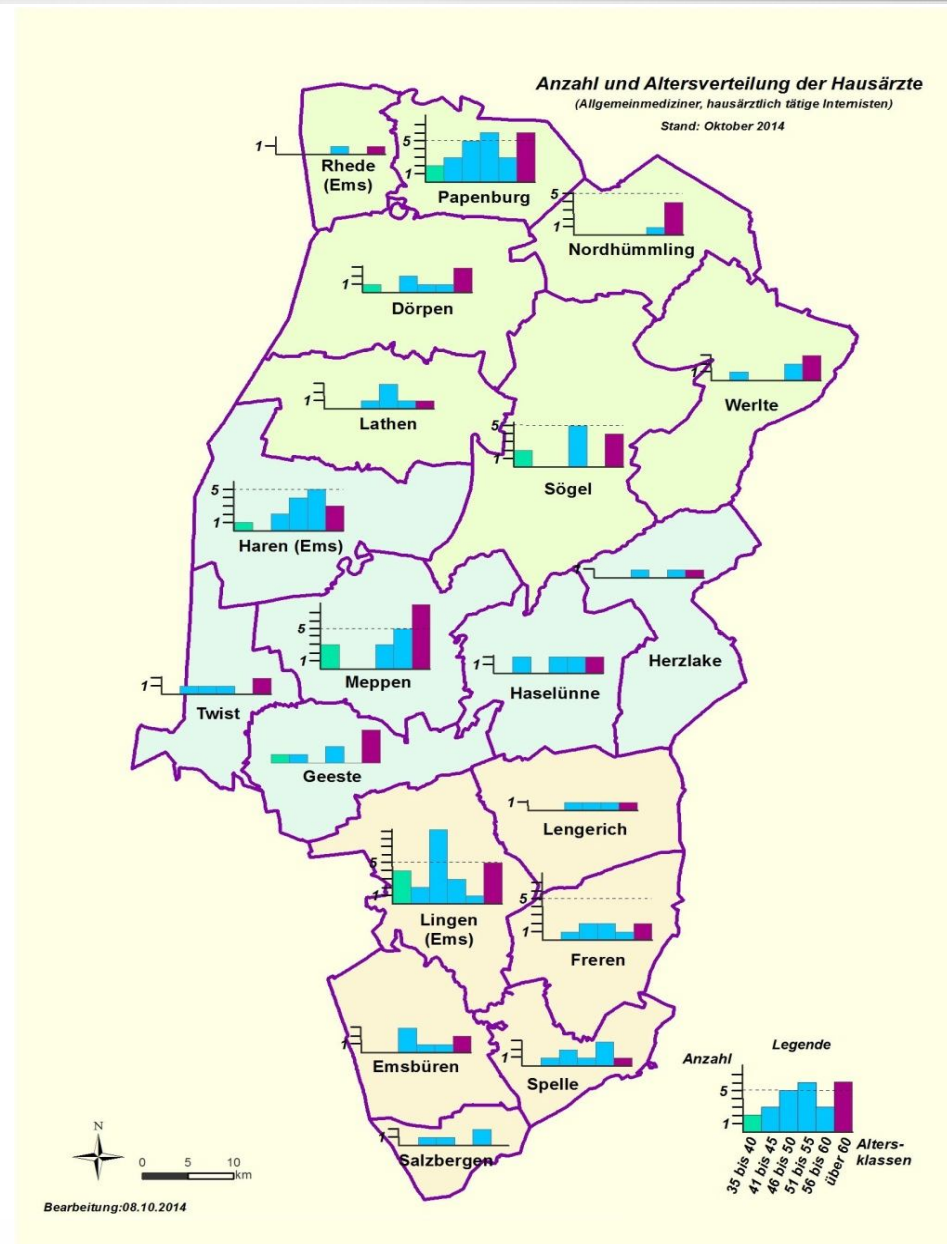 Anzahl und Altersverteilung der Hausärzte
(Allgemeinmediziner, hausärztlich tätige Internisten)
Stand: Oktober 2014
1
Rhede
(Ems)
5
1
Papenburg
5
1
Nordhümmling
1
Dörpen
1
Werlte
1
Lathen
5
1
Sögel
5
1
Haren (Ems)
1
Herzlake
5
1
Meppen
1
Haselünne
1
Twist
Geeste
1
Lengerich
5
1
Lingen
(Ems)
5
1
Freren
1
Emsbüren
1
Spelle
1
Salzbergen
Legende
Anzahl
5
1
35 bis 40
41 bis 45
46 bis 50
51 bis 55
56 bis 60
über 60
Alters-
klassen
N
0 5 10
km
Bearbeitung:08.10.2014